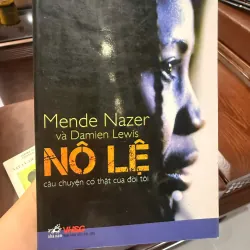 Mende Nazer
và Damien Lewis
NÔ LỆ
câu chuyện có thật của đời tôi